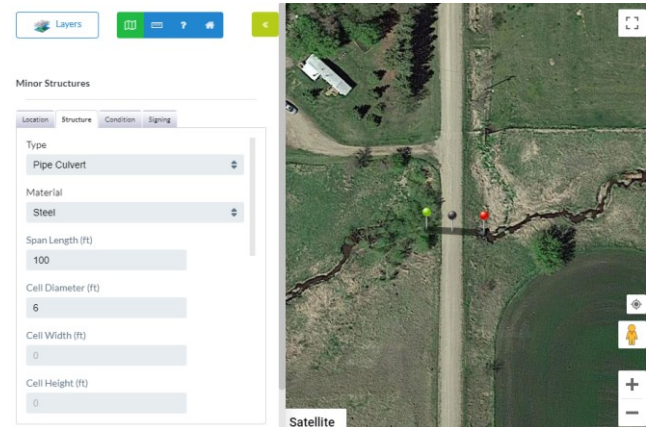 Layers
?
«
Minor Structures
Location Structure Condition Signing
Type
Pipe Culvert
Material
Steel
Span Length (ft)
100
Cell Diameter (ft)
6
Cell Width (ft)
0
Cell Height (ft)
0
+
−
Satellite